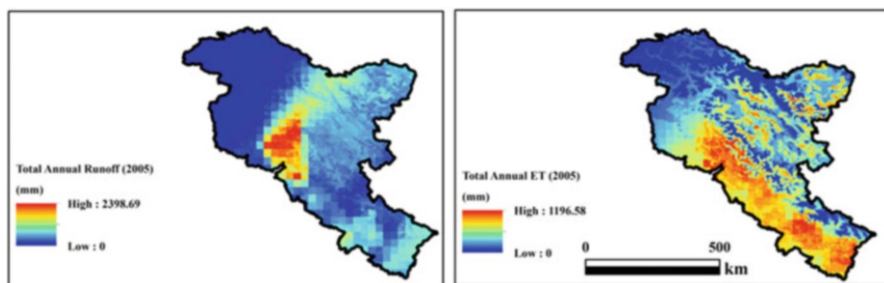 Total Annual Runoff (2005)
(mm)
High : 2398.69
Low : 0
Total Annual ET (2005)
(mm)
High : 1196.58
Low : 0
0 500
km